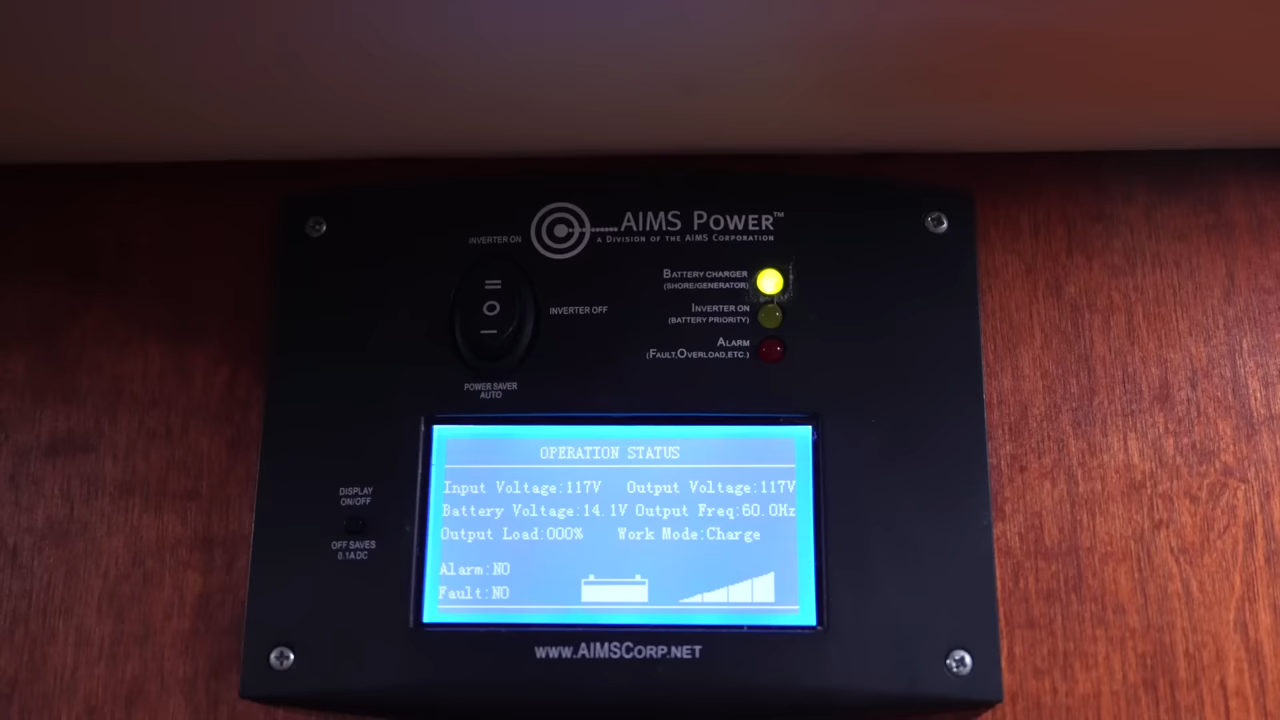 AIMS POWER™
A DIVISION OF THE AIMS CORPORATION
INVERTER ON
INVERTER OFF
POWER SAVER
AUTO
BATTERY CHARGER
(SHORE/GENERATOR)
INVERTER ON
(BATTERY PRIORITY)
ALARM
(FAULT,OVERLOAD,ETC.)
DISPLAY
ON/OFF
OFF SAVES
0.1A DC
OPERATION STATUS
Input Voltage:117V Output Voltage:117V
Battery Voltage:14.1V Output Freq:60.0Hz
Output Load:000% Work Mode:Charge
Alarm:NO
Fault:NO
www.AIMSCORP.NET